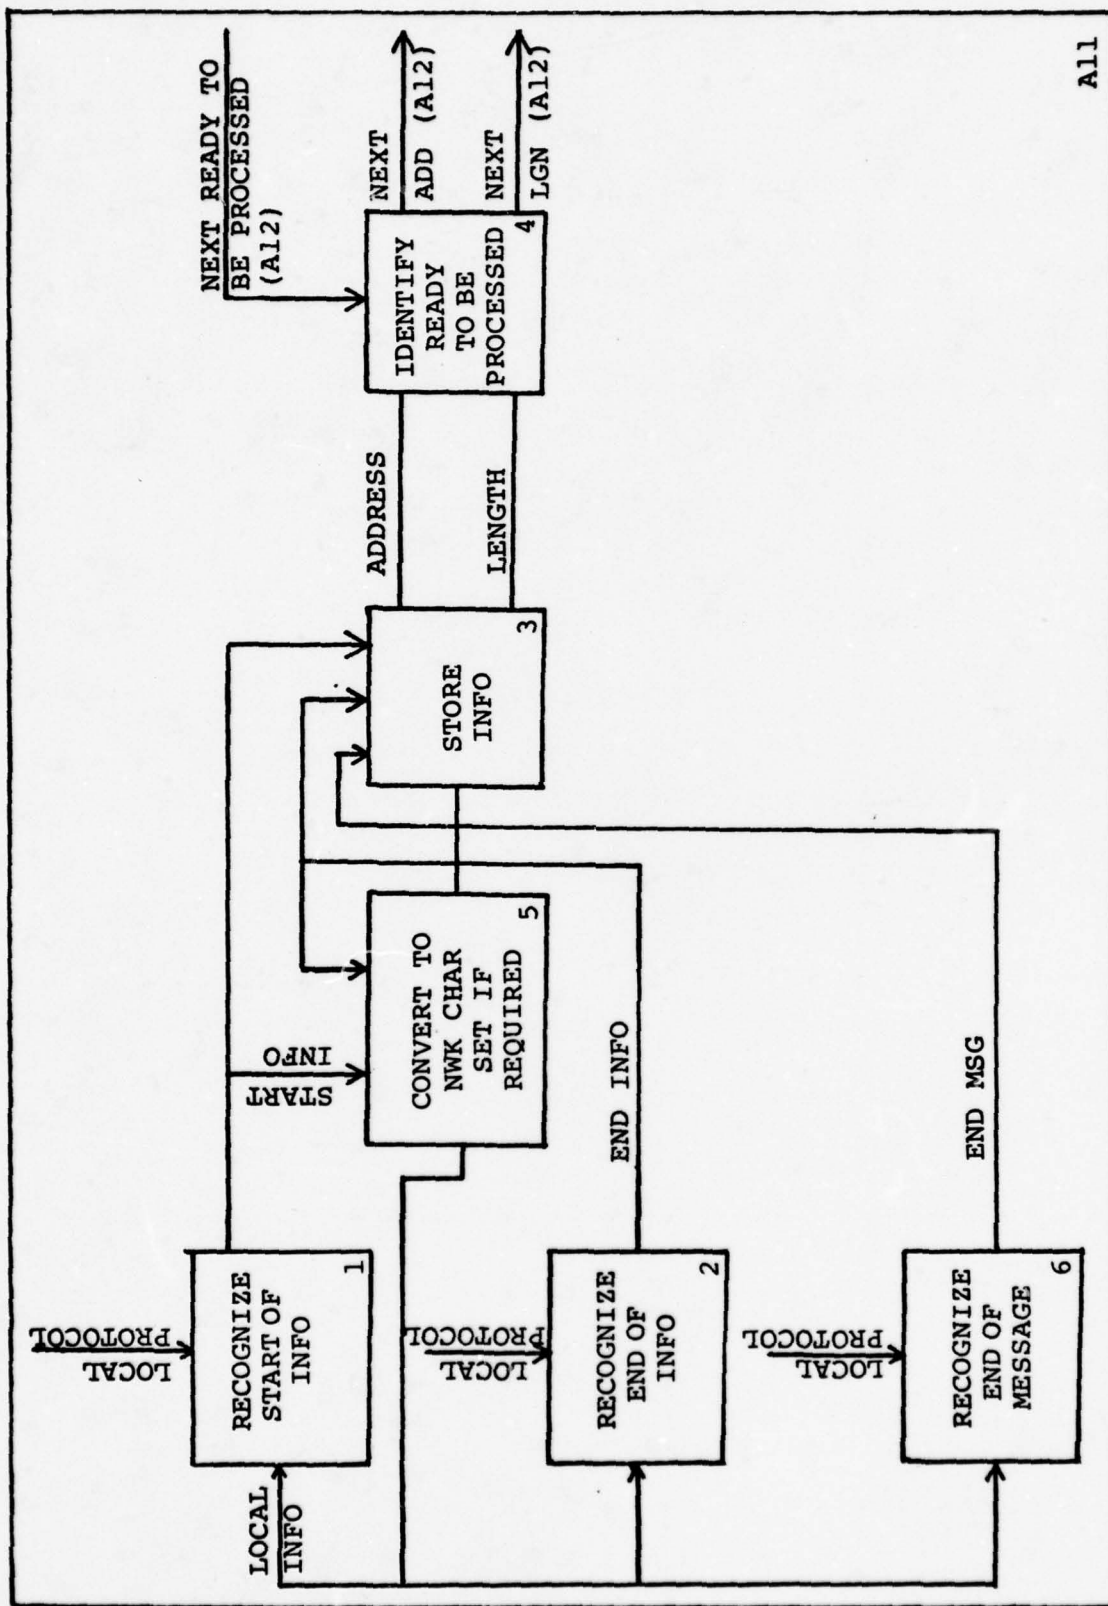 NEXT READY TO
BE PROCESSED
(A12)
NEXT
ADD (A12)
NEXT
LGN (A12)
IDENTIFY
READY
TO BE
PROCESSED
4
ADDRESS
LENGTH
STORE
INFO
3
START
INFO
CONVERT TO
NWK CHAR
SET IF
REQUIRED
5
END INFO
END MSG
LOCAL
PROTOCOL
RECOGNIZE
START OF
INFO
1
LOCAL
INFO
LOCAL
PROTOCOL
RECOGNIZE
END OF
INFO
2
LOCAL
PROTOCOL
RECOGNIZE
END OF
MESSAGE
6
A11